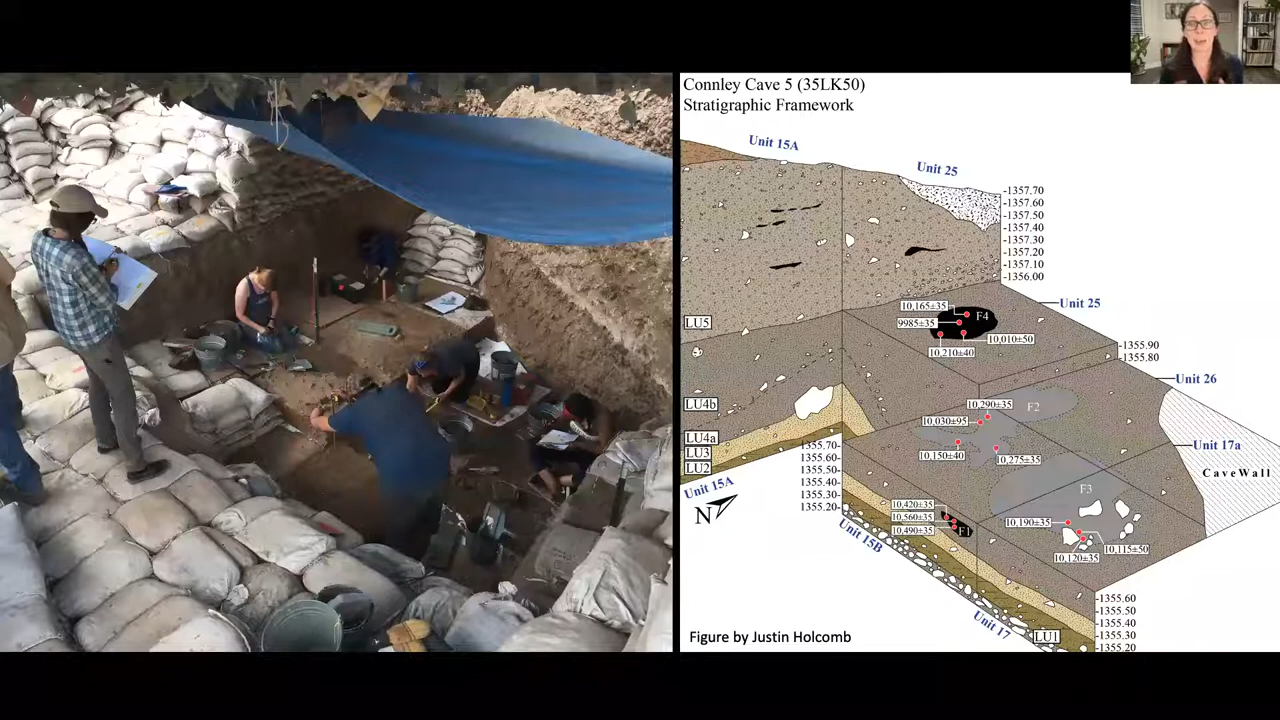 Connley Cave 5 (35LK50)
Stratigraphic Framework
Unit 15A
Unit 25
-1357.70
-1357.60
-1357.50
-1357.40
-1357.30
-1357.20
-1357.10
-1356.00
Unit 25
10,165±35
F4
9985±35
10,010±50
10,210±40
LU5
-1355.90
-1355.80
Unit 26
LU4b
10,290±35
F2
10,030±95
10,150±40
10,275±35
LU4a
LU3
LU2
Unit 15A
1355.70-
1355.60-
1355.50-
1355.40-
1355.30-
1355.20-
Unit 17a
Cave Wall
F3
N
10,420±35
10,560±35
10,490±35
F1
10,190±35
10,115±50
10,120±35
Unit 15B
Unit 17
LU1
-1355.60
-1355.50
-1355.40
-1355.30
-1355.20
Figure by Justin Holcomb